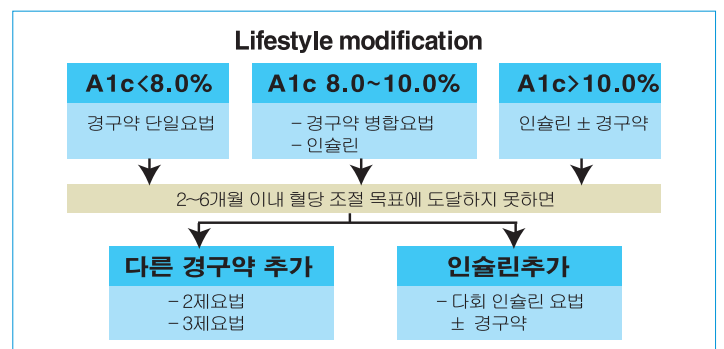 Lifestyle modification
A1c<8.0%
경구약 단일요법
A1c 8.0~10.0%
– 경구약 병합요법
– 인슐린
A1c>10.0%
인슐린 ± 경구약
2~6개월 이내 혈당 조절 목표에 도달하지 못하면
다른 경구약 추가
– 2제요법
– 3제요법
인슐린추가
– 다회 인슐린 요법
± 경구약